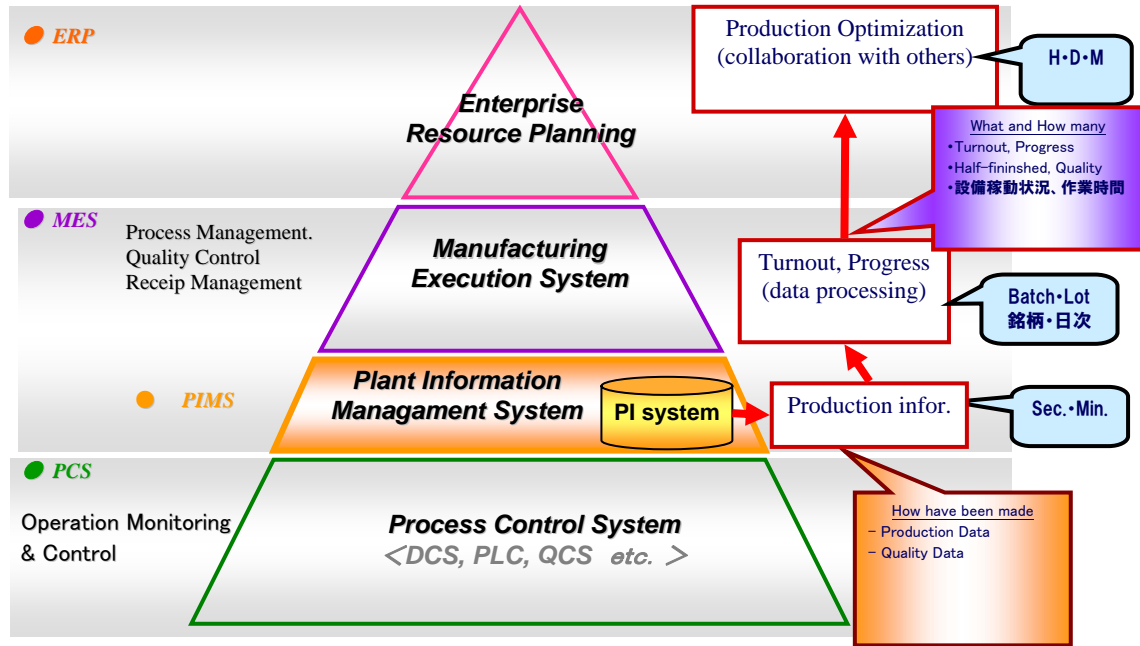 ERP
Enterprise
Resource Planning
Production Optimization
(collaboration with others)
H・D・M
What and How many
・Turnout, Progress
・Half-fininshed, Quality
・設備稼動状況、作業時間
MES
Process Management.
Quality Control
Receip Management
Manufacturing
Execution System
Turnout, Progress
(data processing)
Batch・Lot
銘柄・日次
PIMS
Plant Information
Managament System
PI system
Production infor.
Sec.・Min.
PCS
Operation Monitoring
& Control
Process Control System
＜DCS, PLC, QCS etc. ＞
How have been made
- Production Data
- Quality Data